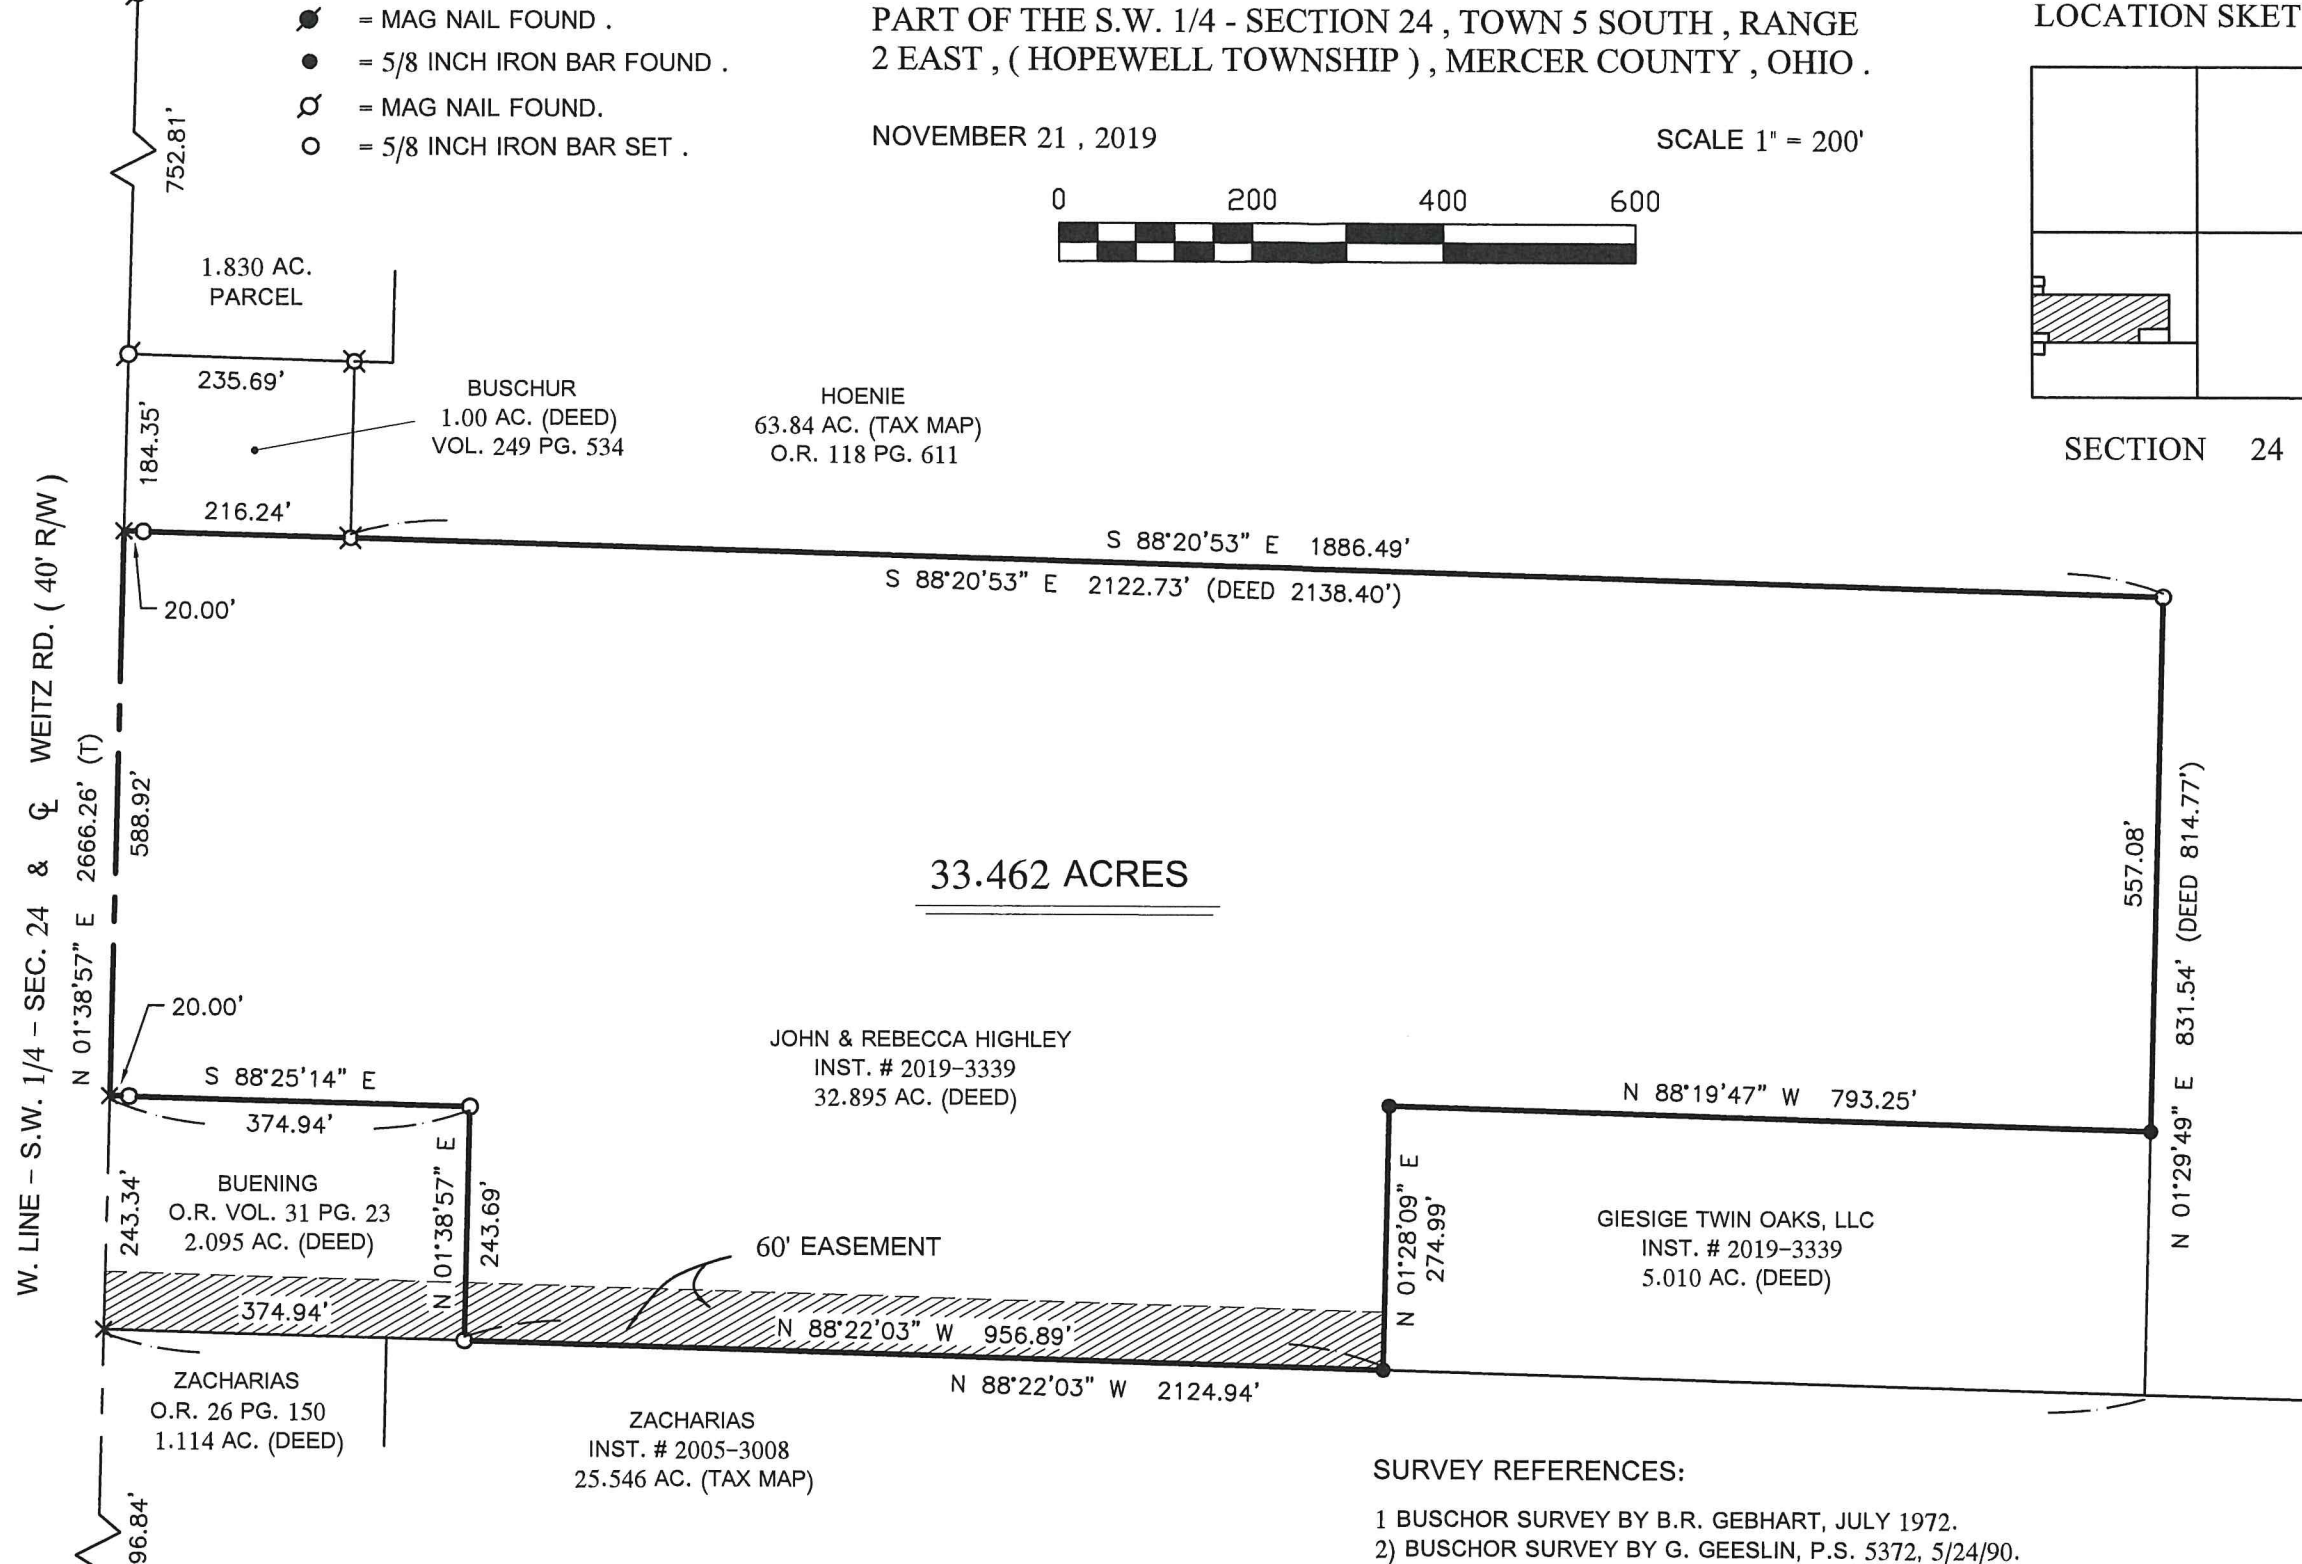 = MAG NAIL FOUND .
= 5/8 INCH IRON BAR FOUND .
= MAG NAIL FOUND.
= 5/8 INCH IRON BAR SET .
PART OF THE S.W. 1/4 - SECTION 24 , TOWN 5 SOUTH , RANGE
2 EAST , ( HOPEWELL TOWNSHIP ) , MERCER COUNTY , OHIO .
NOVEMBER 21 , 2019
SCALE 1" = 200'
0 200 400 600
LOCATION SKET
SECTION 24
752.81'
1.830 AC.
PARCEL
235.69'
184.35'
BUSCHUR
1.00 AC. (DEED)
VOL. 249 PG. 534
HOENIE
63.84 AC. (TAX MAP)
O.R. 118 PG. 611
216.24'
20.00'
S 88°20'53" E 1886.49'
S 88°20'53" E 2122.73' (DEED 2138.40')
W. LINE - S.W. 1/4 - SEC. 24 & ℄ WEITZ RD. ( 40' R/W )
N 01°38'57" E 2666.26' (T)
588.92'
33.462 ACRES
557.08'
N 01°29'49" E 831.54' (DEED 814.77')
20.00'
S 88°25'14" E
374.94'
JOHN & REBECCA HIGHLEY
INST. # 2019-3339
32.895 AC. (DEED)
N 88°19'47" W 793.25'
243.34'
BUENING
O.R. VOL. 31 PG. 23
2.095 AC. (DEED)
N 01°38'57" E
243.69'
60' EASEMENT
N 01°28'09" E
274.99'
GIESIGE TWIN OAKS, LLC
INST. # 2019-3339
5.010 AC. (DEED)
374.94'
N 88°22'03" W 956.89'
N 88°22'03" W 2124.94'
ZACHARIAS
O.R. 26 PG. 150
1.114 AC. (DEED)
ZACHARIAS
INST. # 2005-3008
25.546 AC. (TAX MAP)
96.84'
SURVEY REFERENCES:
1 BUSCHOR SURVEY BY B.R. GEBHART, JULY 1972.
2) BUSCHOR SURVEY BY G. GEESLIN, P.S. 5372, 5/24/90.